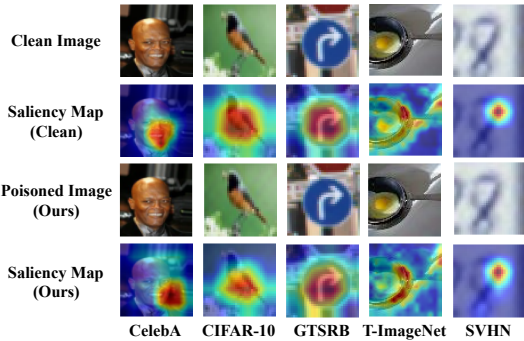 Clean Image
Saliency Map
(Clean)
Poisoned Image
(Ours)
Saliency Map
(Ours)
CelebA CIFAR-10 GTSRB T-ImageNet SVHN